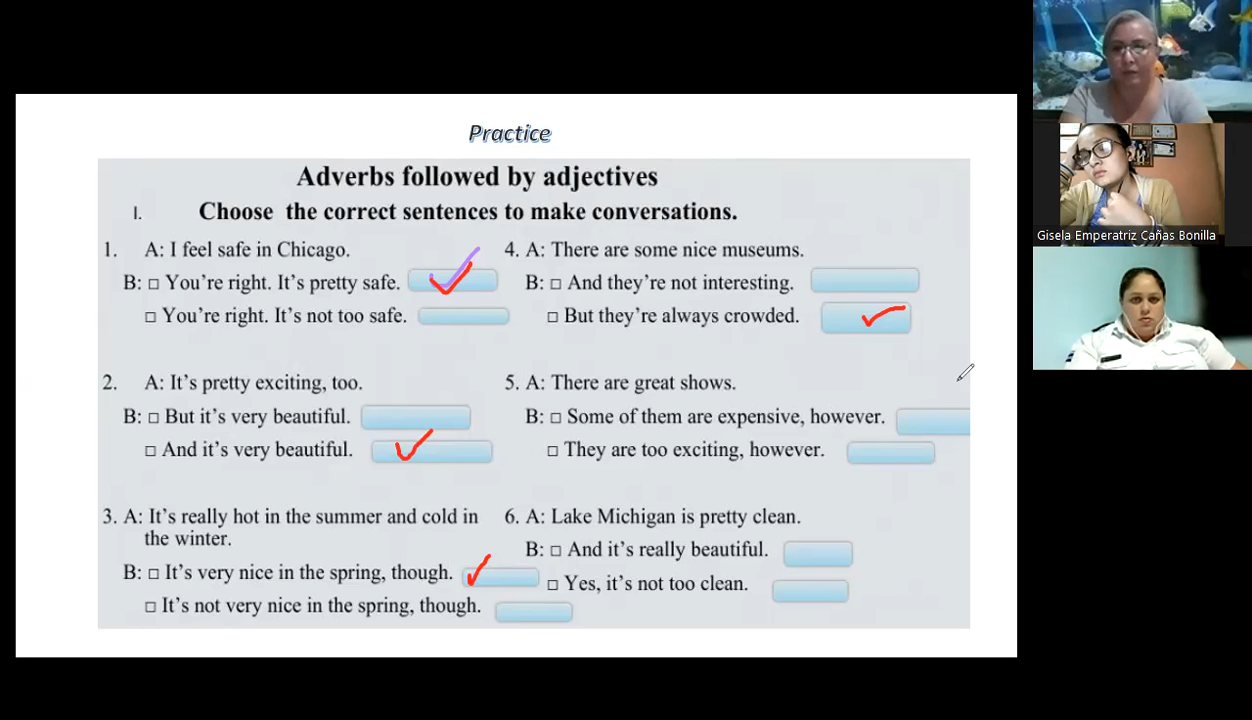 Practice
Adverbs followed by adjectives
I. Choose the correct sentences to make conversations.
1. A: I feel safe in Chicago.
B: □ You're right. It's pretty safe.
□ You're right. It's not too safe.
2. A: It's pretty exciting, too.
B: □ But it's very beautiful.
□ And it's very beautiful.
3. A: It's really hot in the summer and cold in
the winter.
B: □ It's very nice in the spring, though.
□ It's not very nice in the spring, though.
4. A: There are some nice museums.
B: □ And they're not interesting.
□ But they're always crowded.
5. A: There are great shows.
B: □ Some of them are expensive, however.
□ They are too exciting, however.
6. A: Lake Michigan is pretty clean.
B: □ And it's really beautiful.
□ Yes, it's not too clean.
Gisela Emperatriz Cañas Bonilla